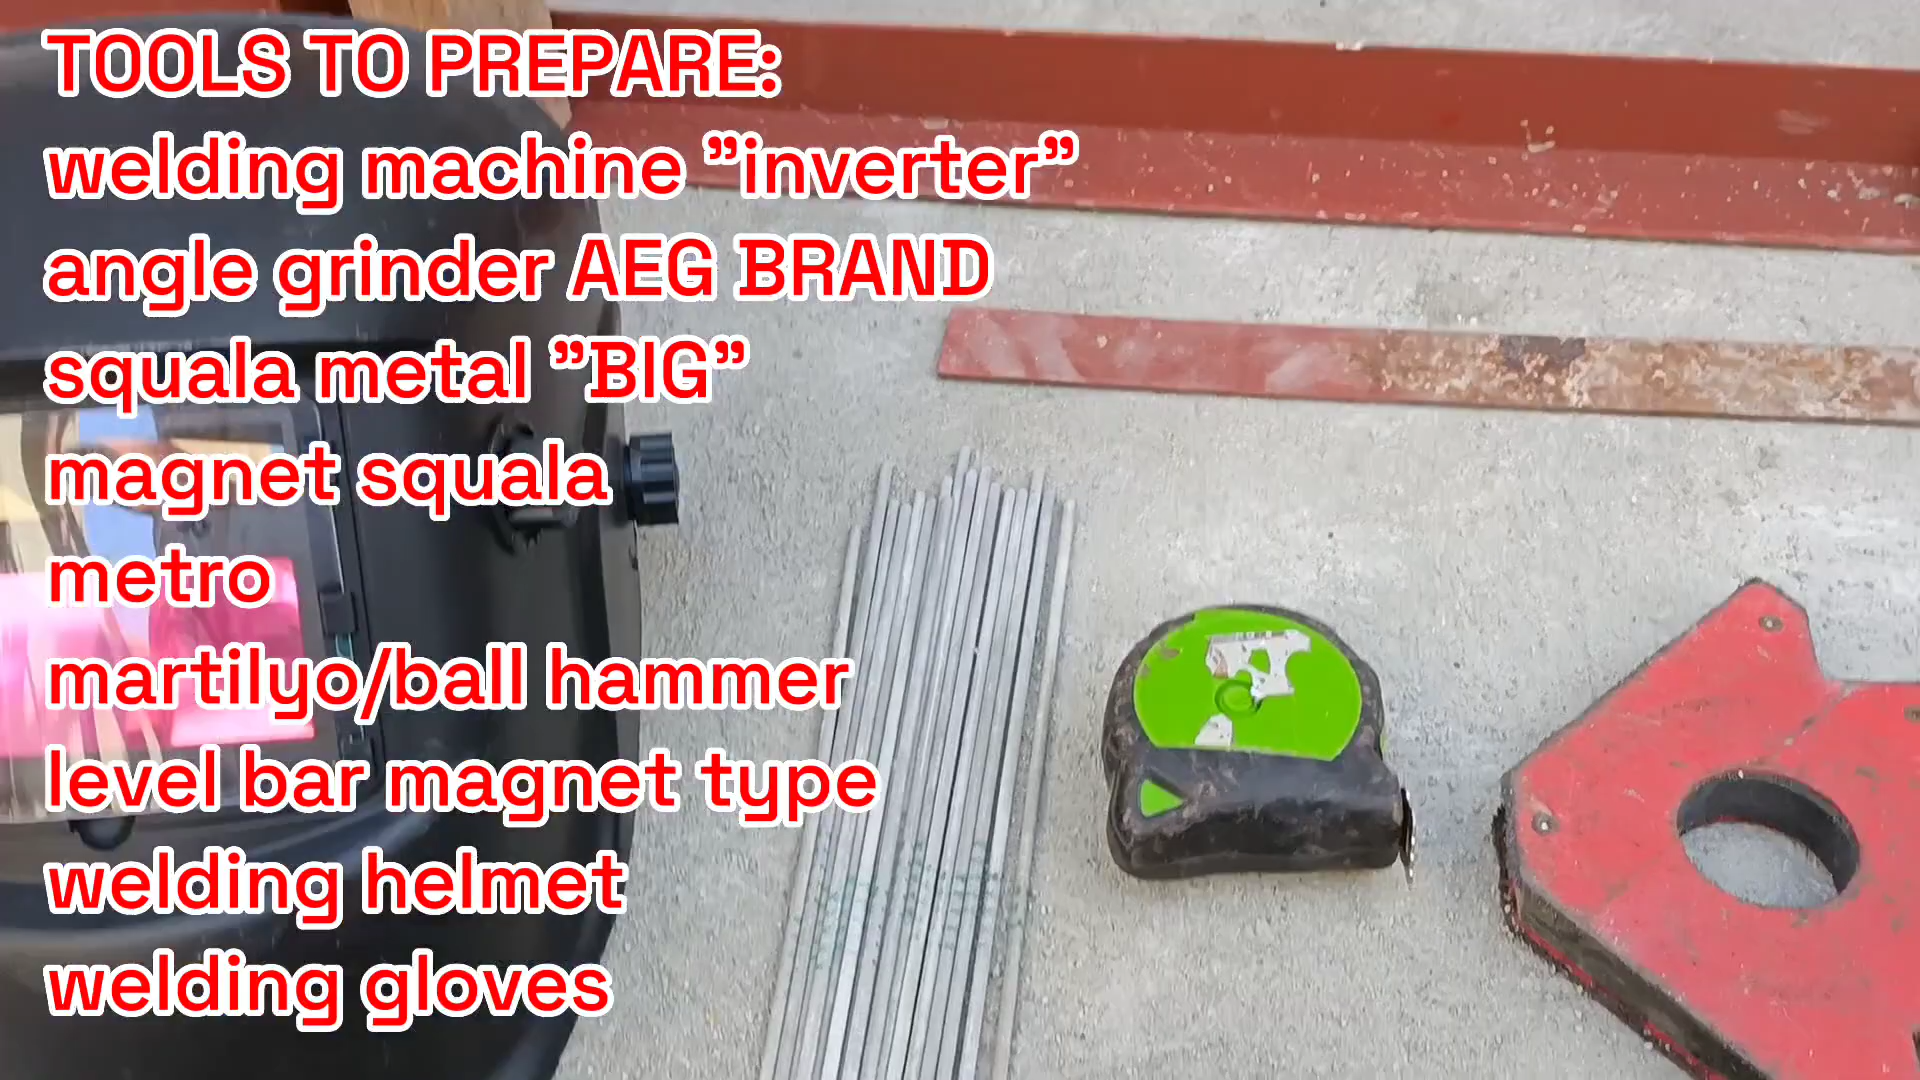 TOOLS TO PREPARE:
welding machine "inverter"
angle grinder AEG BRAND
squala metal "BIG"
magnet squala
metro
martilyo/ball hammer
level bar magnet type
welding helmet
welding gloves